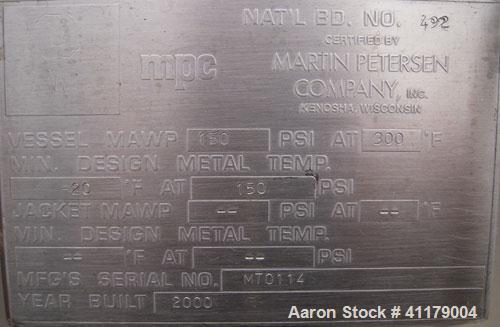 NAT'L BD. NO. 492
CERTIFIED BY
mpc
MARTIN PETERSEN
COMPANY, INC.
KENOSHA, WISCONSIN
VESSEL MAWP 150 PSI AT 300 °F
MIN. DESIGN METAL TEMP.
-20 °F AT 150 PSI
JACKET MAWP -- PSI AT -- °F
MIN. DESIGN METAL TEMP.
-- °F AT -- PSI
MFG'S SERIAL NO. MT0114
YEAR BUILT 2000
Aaron Stock # 41179004